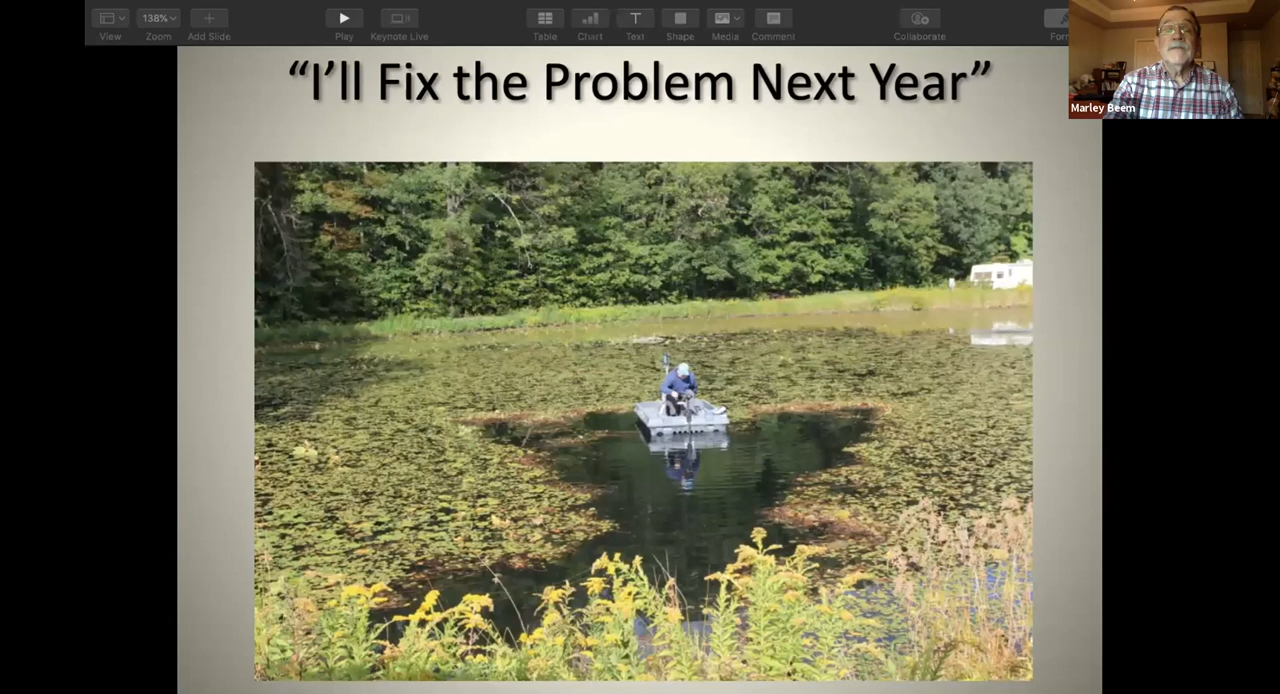 View
138%
Zoom
Add Slide
Play
Keynote Live
Table
Chart
Text
Shape
Media
Comment
Collaborate
“I’ll Fix the Problem Next Year”
Marley Beem